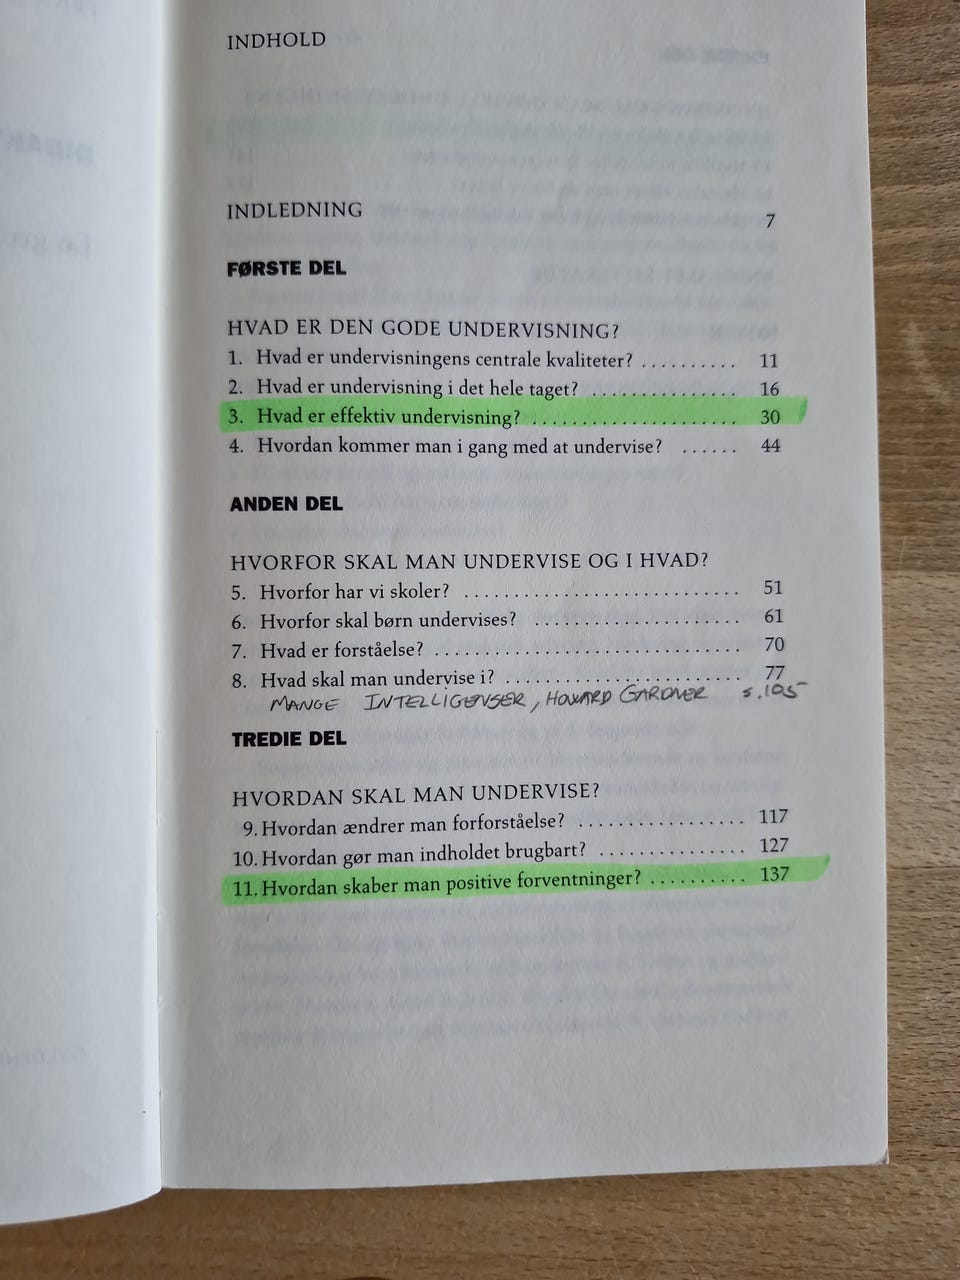 INDHOLD
INDLEDNING 7
FØRSTE DEL
HVAD ER DEN GODE UNDERVISNING?
1. Hvad er undervisningens centrale kvaliteter? .......... 11
2. Hvad er undervisning i det hele taget? ............... 16
3. Hvad er effektiv undervisning? ..................... 30
4. Hvordan kommer man i gang med at undervise? ...... 44
ANDEN DEL
HVORFOR SKAL MAN UNDERVISE OG I HVAD?
5. Hvorfor har vi skoler? ............................ 51
6. Hvorfor skal børn undervises? ..................... 61
7. Hvad er forståelse? ............................... 70
8. Hvad skal man undervise i? ........................ 77
MANGE INTELLIGENSER, HOWARD GARDNER s. 105
TREDIE DEL
HVORDAN SKAL MAN UNDERVISE?
9. Hvordan ændrer man forforståelse? ................. 117
10. Hvordan gør man indholdet brugbart? ............... 127
11. Hvordan skaber man positive forventninger? .......... 137